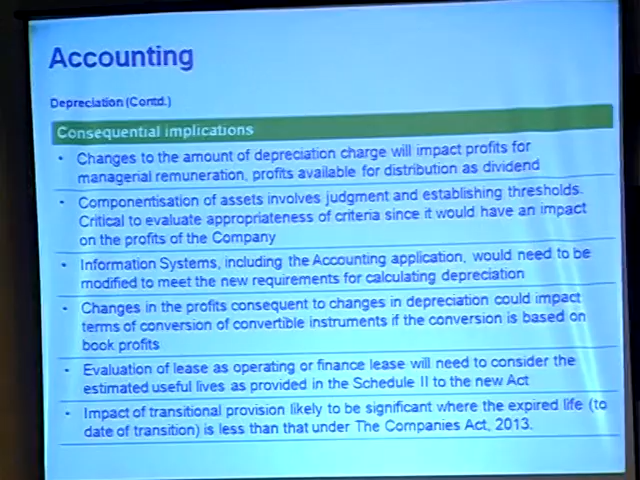 Accounting
Depreciation (Contd.)
Consequential implications
• Changes to the amount of depreciation charge will impact profits for
managerial remuneration, profits available for distribution as dividend
• Componentisation of assets involves judgment and establishing thresholds.
Critical to evaluate appropriateness of criteria since it would have an impact
on the profits of the Company
• Information Systems, including the Accounting application, would need to be
modified to meet the new requirements for calculating depreciation
• Changes in the profits consequent to changes in depreciation could impact
terms of conversion of convertible instruments if the conversion is based on
book profits
• Evaluation of lease as operating or finance lease will need to consider the
estimated useful lives as provided in the Schedule II to the new Act
• Impact of transitional provision likely to be significant where the expired life (to
date of transition) is less than that under The Companies Act, 2013.